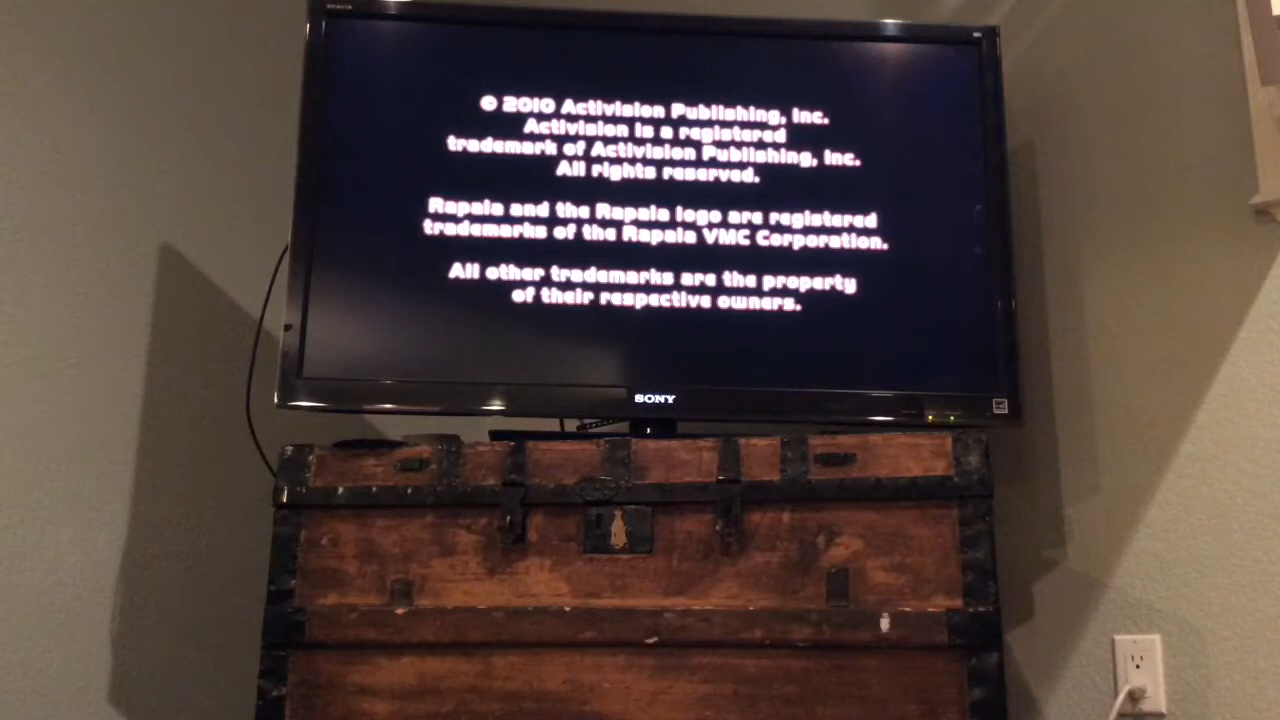 BRAVIA
© 2010 Activision Publishing, Inc.
Activision is a registered
trademark of Activision Publishing, Inc.
All rights reserved.
Rapala and the Rapala logo are registered
trademarks of the Rapala VMC Corporation.
All other trademarks are the property
of their respective owners.
SONY